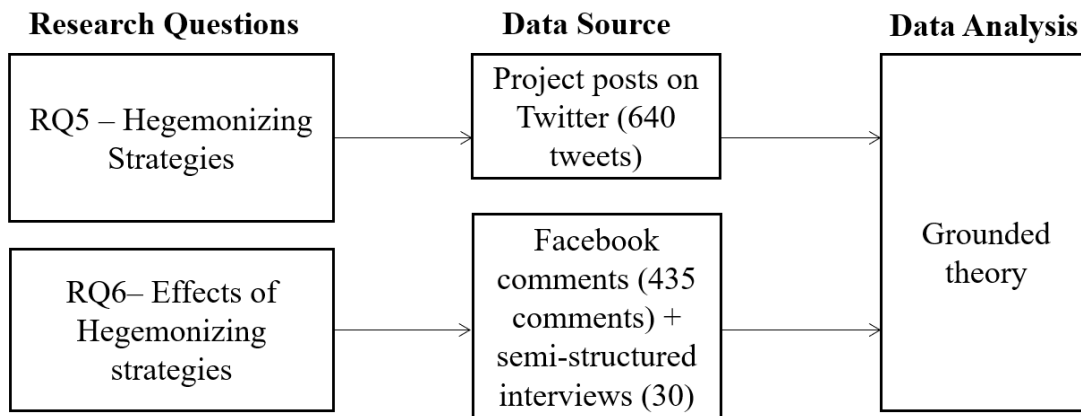 Research Questions
Data Source
Data Analysis
RQ5 – Hegemonizing
Strategies
Project posts on
Twitter (640
tweets)
RQ6– Effects of
Hegemonizing
strategies
Facebook
comments (435
comments) +
semi-structured
interviews (30)
Grounded
theory